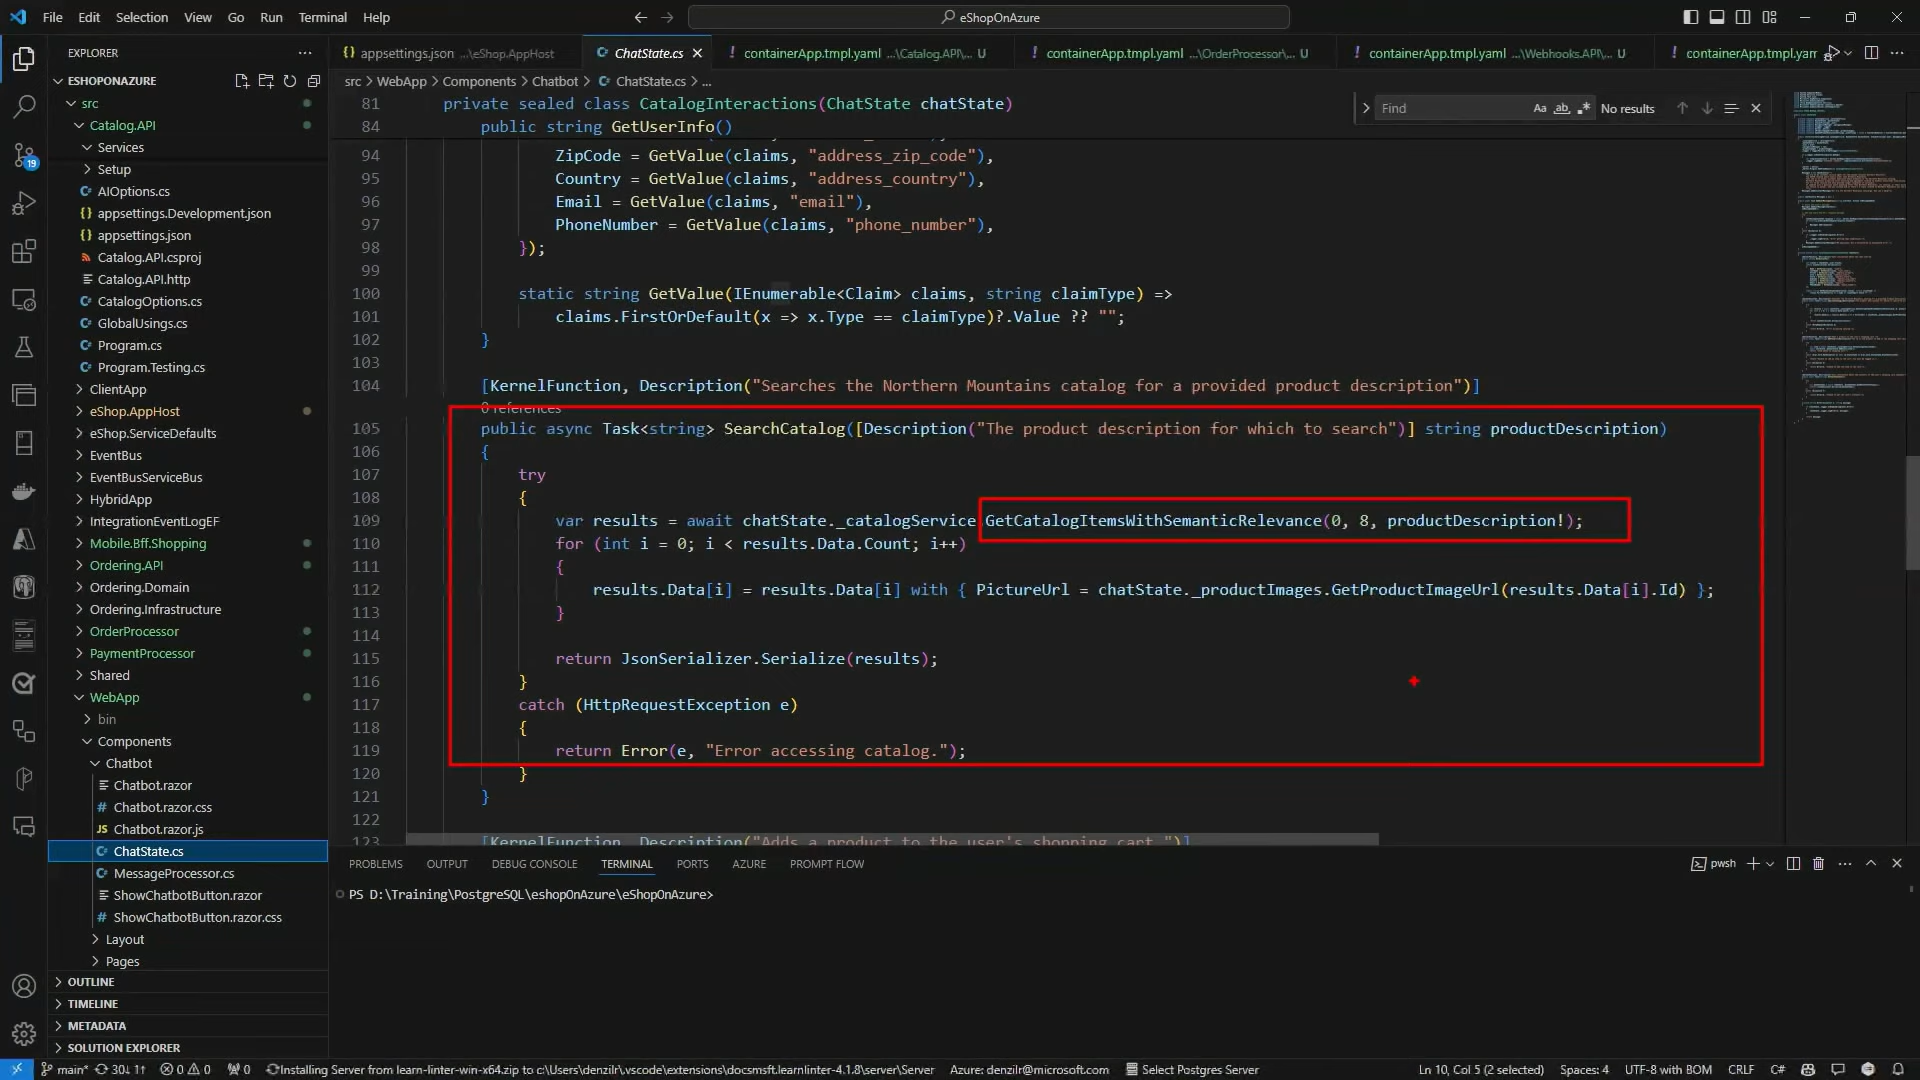 File Edit Selection View Go Run Terminal Help
eShopOnAzure
EXPLORER
appsettings.json ...\eShop.AppHost
ChatState.cs
containerApp.tmpl.yaml ...\Catalog.API\... U
containerApp.tmpl.yaml ...\OrderProcessor\... U
containerApp.tmpl.yaml ...\Webhooks.API\... U
containerApp.tmpl.yam
src > WebApp > Components > Chatbot > ChatState.cs > ...
ESHOPONAZURE
src
Catalog.API
Services
Setup
AIOptions.cs
appsettings.Development.json
appsettings.json
Catalog.API.csproj
Catalog.API.http
CatalogOptions.cs
GlobalUsings.cs
Program.cs
Program.Testing.cs
ClientApp
eShop.AppHost
eShop.ServiceDefaults
EventBus
EventBusServiceBus
HybridApp
IntegrationEventLogEF
Mobile.Bff.Shopping
Ordering.API
Ordering.Domain
Ordering.Infrastructure
OrderProcessor
PaymentProcessor
Shared
WebApp
bin
Components
Chatbot
Chatbot.razor
Chatbot.razor.css
Chatbot.razor.js
ChatState.cs
MessageProcessor.cs
ShowChatbotButton.razor
ShowChatbotButton.razor.css
Layout
Pages
OUTLINE
TIMELINE
METADATA
SOLUTION EXPLORER
19
Find Aa ab No results
81 private sealed class CatalogInteractions(ChatState chatState)
84 public string GetUserInfo()
94 ZipCode = GetValue(claims, "address_zip_code"),
95 Country = GetValue(claims, "address_country"),
96 Email = GetValue(claims, "email"),
97 PhoneNumber = GetValue(claims, "phone_number"),
98 });
99
100 static string GetValue(IEnumerable<Claim> claims, string claimType) =>
101 claims.FirstOrDefault(x => x.Type == claimType)?.Value ?? "";
102 }
103
104 [KernelFunction, Description("Searches the Northern Mountains catalog for a provided product description")]
0 references
105 public async Task<string> SearchCatalog([Description("The product description for which to search")] string productDescription)
106 {
107 try
108 {
109 var results = await chatState._catalogService.GetCatalogItemsWithSemanticRelevance(0, 8, productDescription!);
110 for (int i = 0; i < results.Data.Count; i++)
111 {
112 results.Data[i] = results.Data[i] with { PictureUrl = chatState._productImages.GetProductImageUrl(results.Data[i].Id) };
113 }
114
115 return JsonSerializer.Serialize(results);
116 }
117 catch (HttpRequestException e)
118 {
119 return Error(e, "Error accessing catalog.");
120 }
121 }
122
123 [KernelFunction, Description("Adds a product to the user's shopping cart.")]
PROBLEMS OUTPUT DEBUG CONSOLE TERMINAL PORTS AZURE PROMPT FLOW
pwsh
PS D:\Training\PostgreSQL\eshopOnAzure\eShopOnAzure>
main* 30↓ 1↑ 0 0 0 Installing Server from learn-linter-win-x64.zip to c:\Users\denzilr\.vscode\extensions\docsmsft.learnlinter-4.1.8\server\Server Azure: denzilr@microsoft.com Select Postgres Server Ln 10, Col 5 (2 selected) Spaces: 4 UTF-8 with BOM CRLF C#